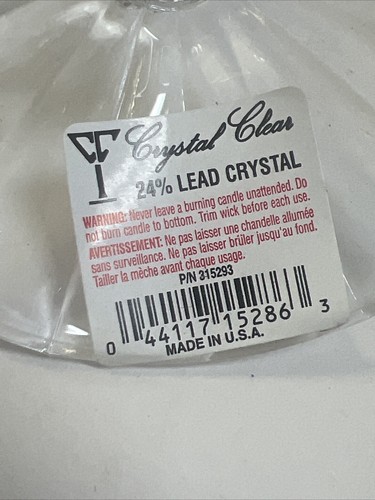 Crystal Clear
24% LEAD CRYSTAL
WARNING: Never leave a burning candle unattended. Do
not burn candle to bottom. Trim wick before each use.
AVERTISSEMENT: Ne pas laisser une chandelle allumée
sans surveillance. Ne pas laisser brûler jusqu'au fond.
Tailler la mèche avant chaque usage.
P/N 315293
0 44117 15286 3
MADE IN U.S.A.